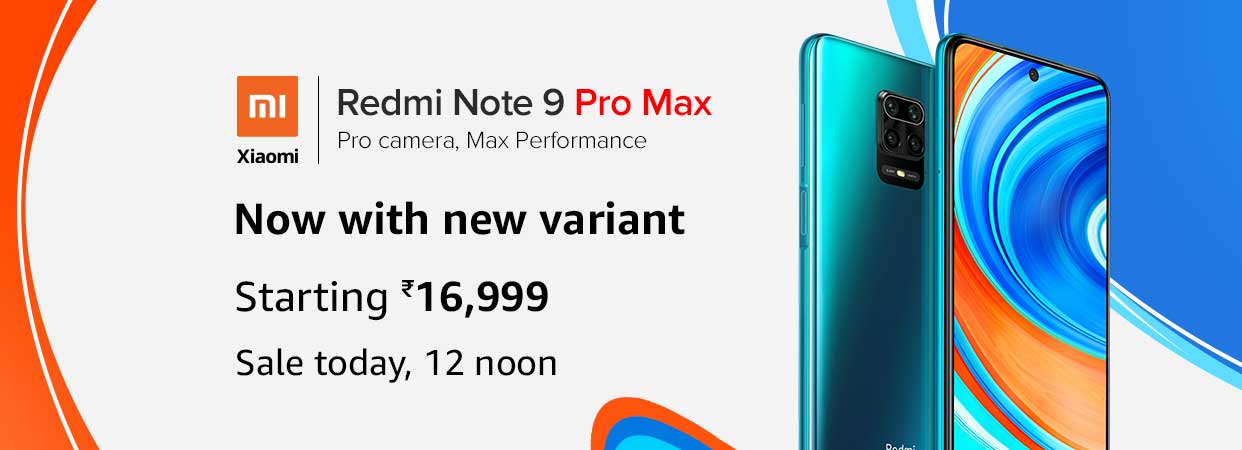 mi
Xiaomi
Redmi Note 9 Pro Max
Pro camera, Max Performance
Now with new variant
Starting ₹16,999
Sale today, 12 noon
Redmi